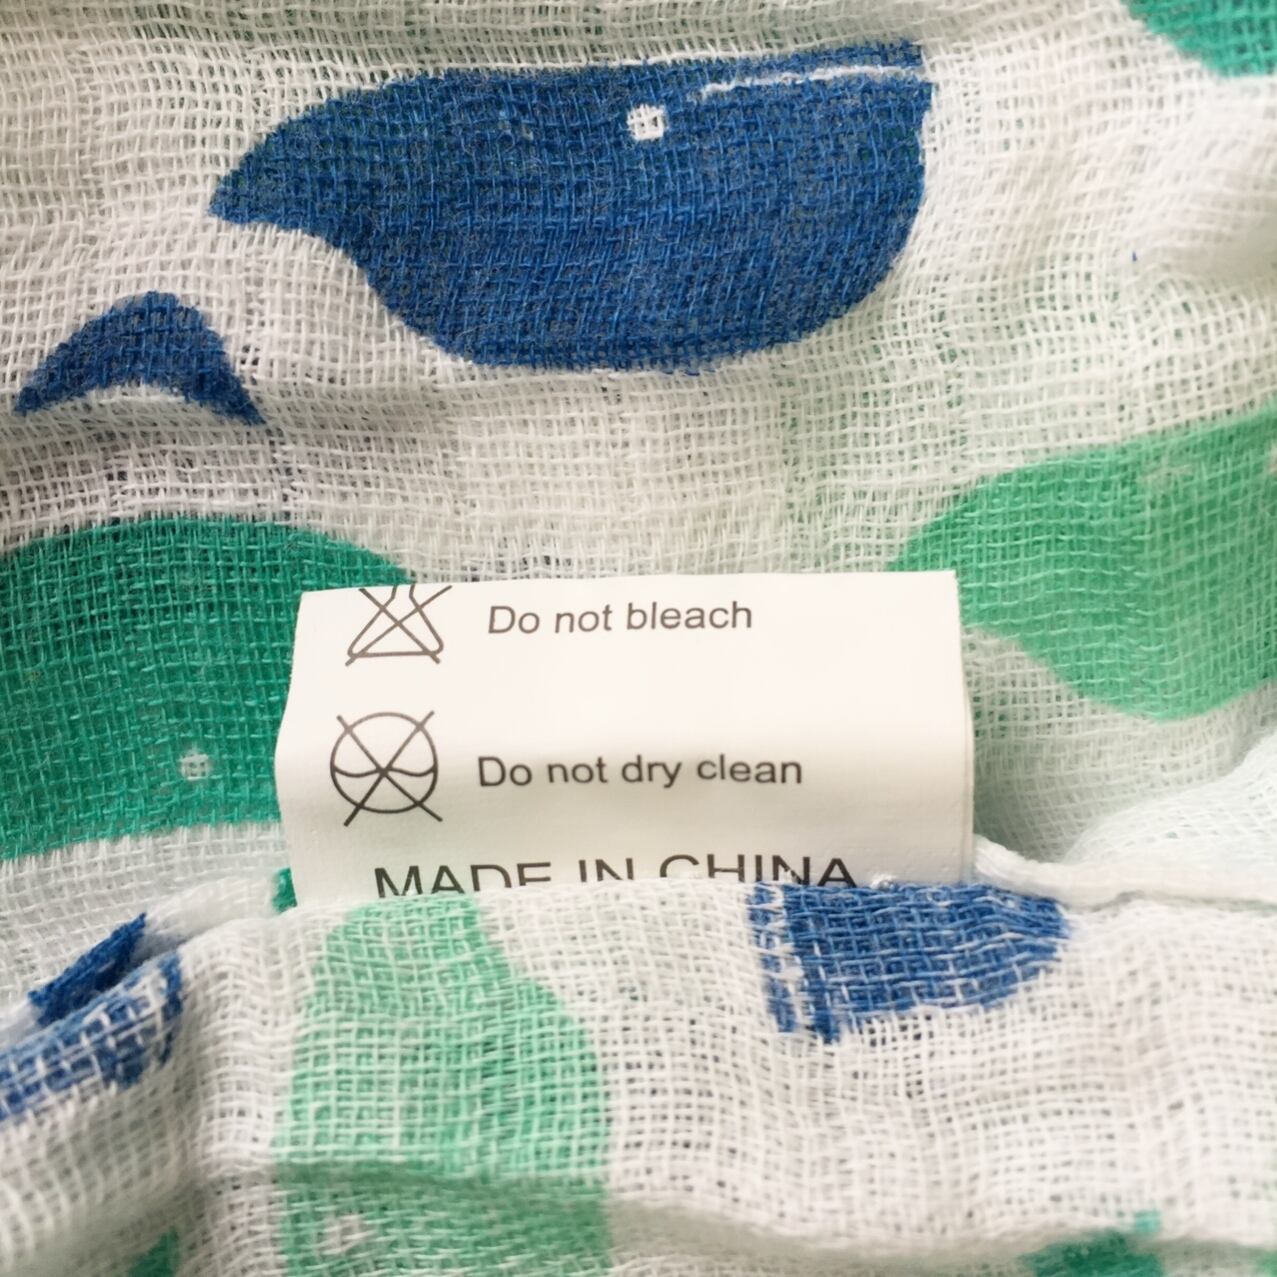 Do not bleach
Do not dry clean
MADE IN CHINA